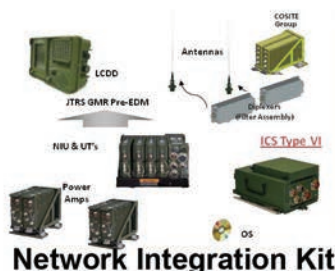 COSITE
Group
Antennas
LCDD
JTRS GMR Pre-EDM
Diplexers
(Filter Assembly)
NIU & UT's
ICS Type VI
Power
Amps
OS
Network Integration Kit